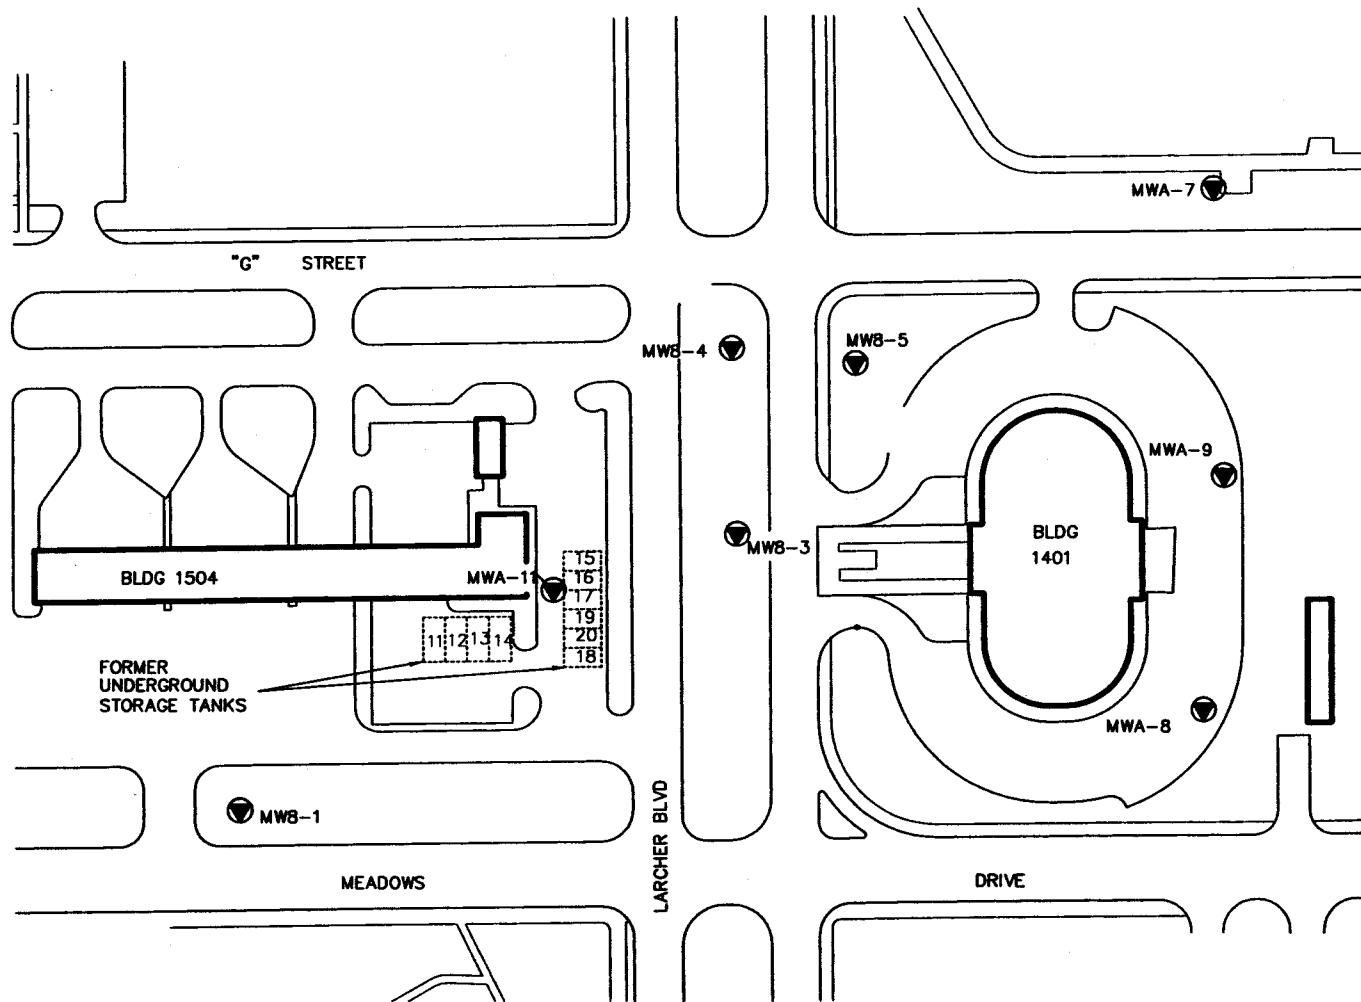 MWA-7
"G" STREET
MW8-4
MW8-5
MWA-9
BLDG
1401
MW8-3
BLDG 1504
MWA-11
15
16
17
19
20
18
11 12 13 14
FORMER
UNDERGROUND
STORAGE TANKS
MWA-8
MW8-1
LARCHER BLVD
MEADOWS DRIVE